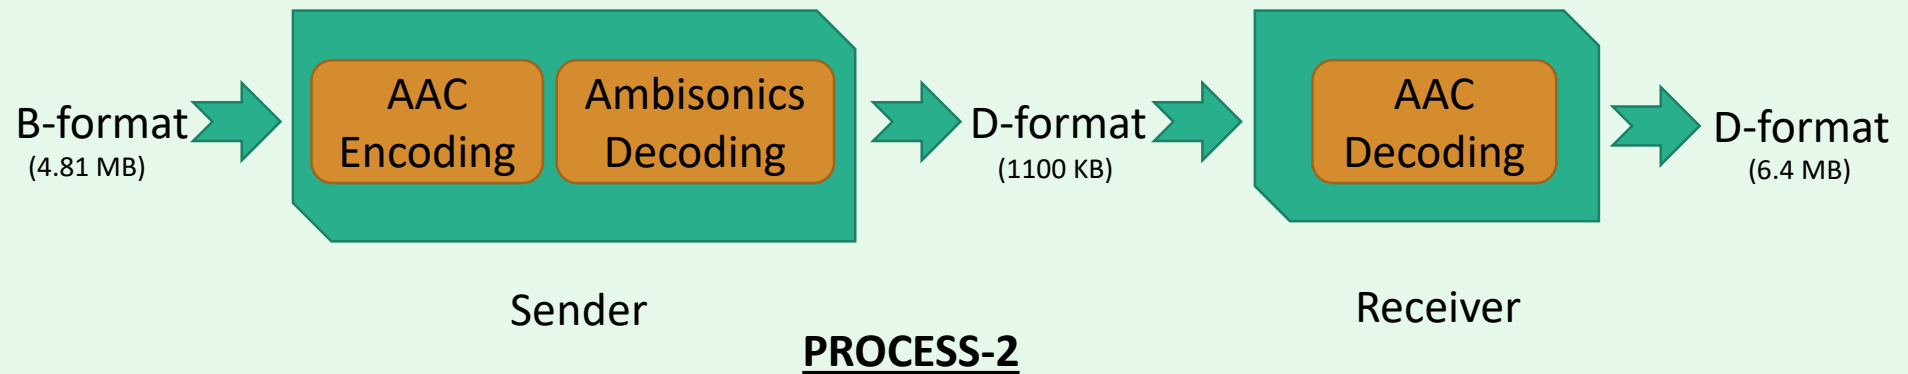 B-format
(4.81 MB)
AAC
Encoding
Ambisonics
Decoding
D-format
(1100 KB)
AAC
Decoding
D-format
(6.4 MB)
Sender
Receiver
PROCESS-2